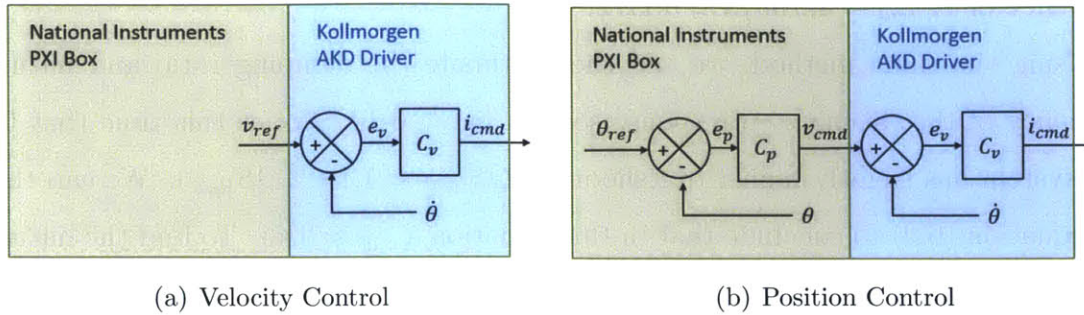 National Instruments
PXI Box
Kollmorgen
AKD Driver
v_ref
+
-
e_v
C_v
i_cmd
θ̇
(a) Velocity Control
National Instruments
PXI Box
Kollmorgen
AKD Driver
θ_ref
+
-
e_p
C_p
v_cmd
+
-
e_v
C_v
i_cmd
θ
θ̇
(b) Position Control